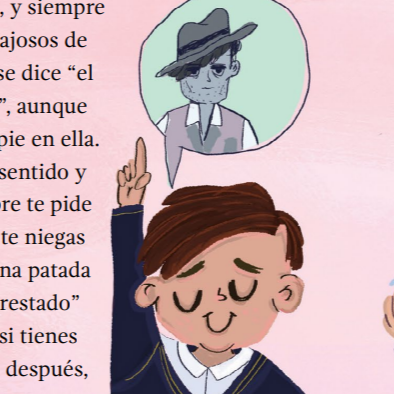 , y siempre
ajosos de
se dice “el
”, aunque
pie en ella.
sentido y
re te pide
te niegas
na patada
restado”
si tienes
después,